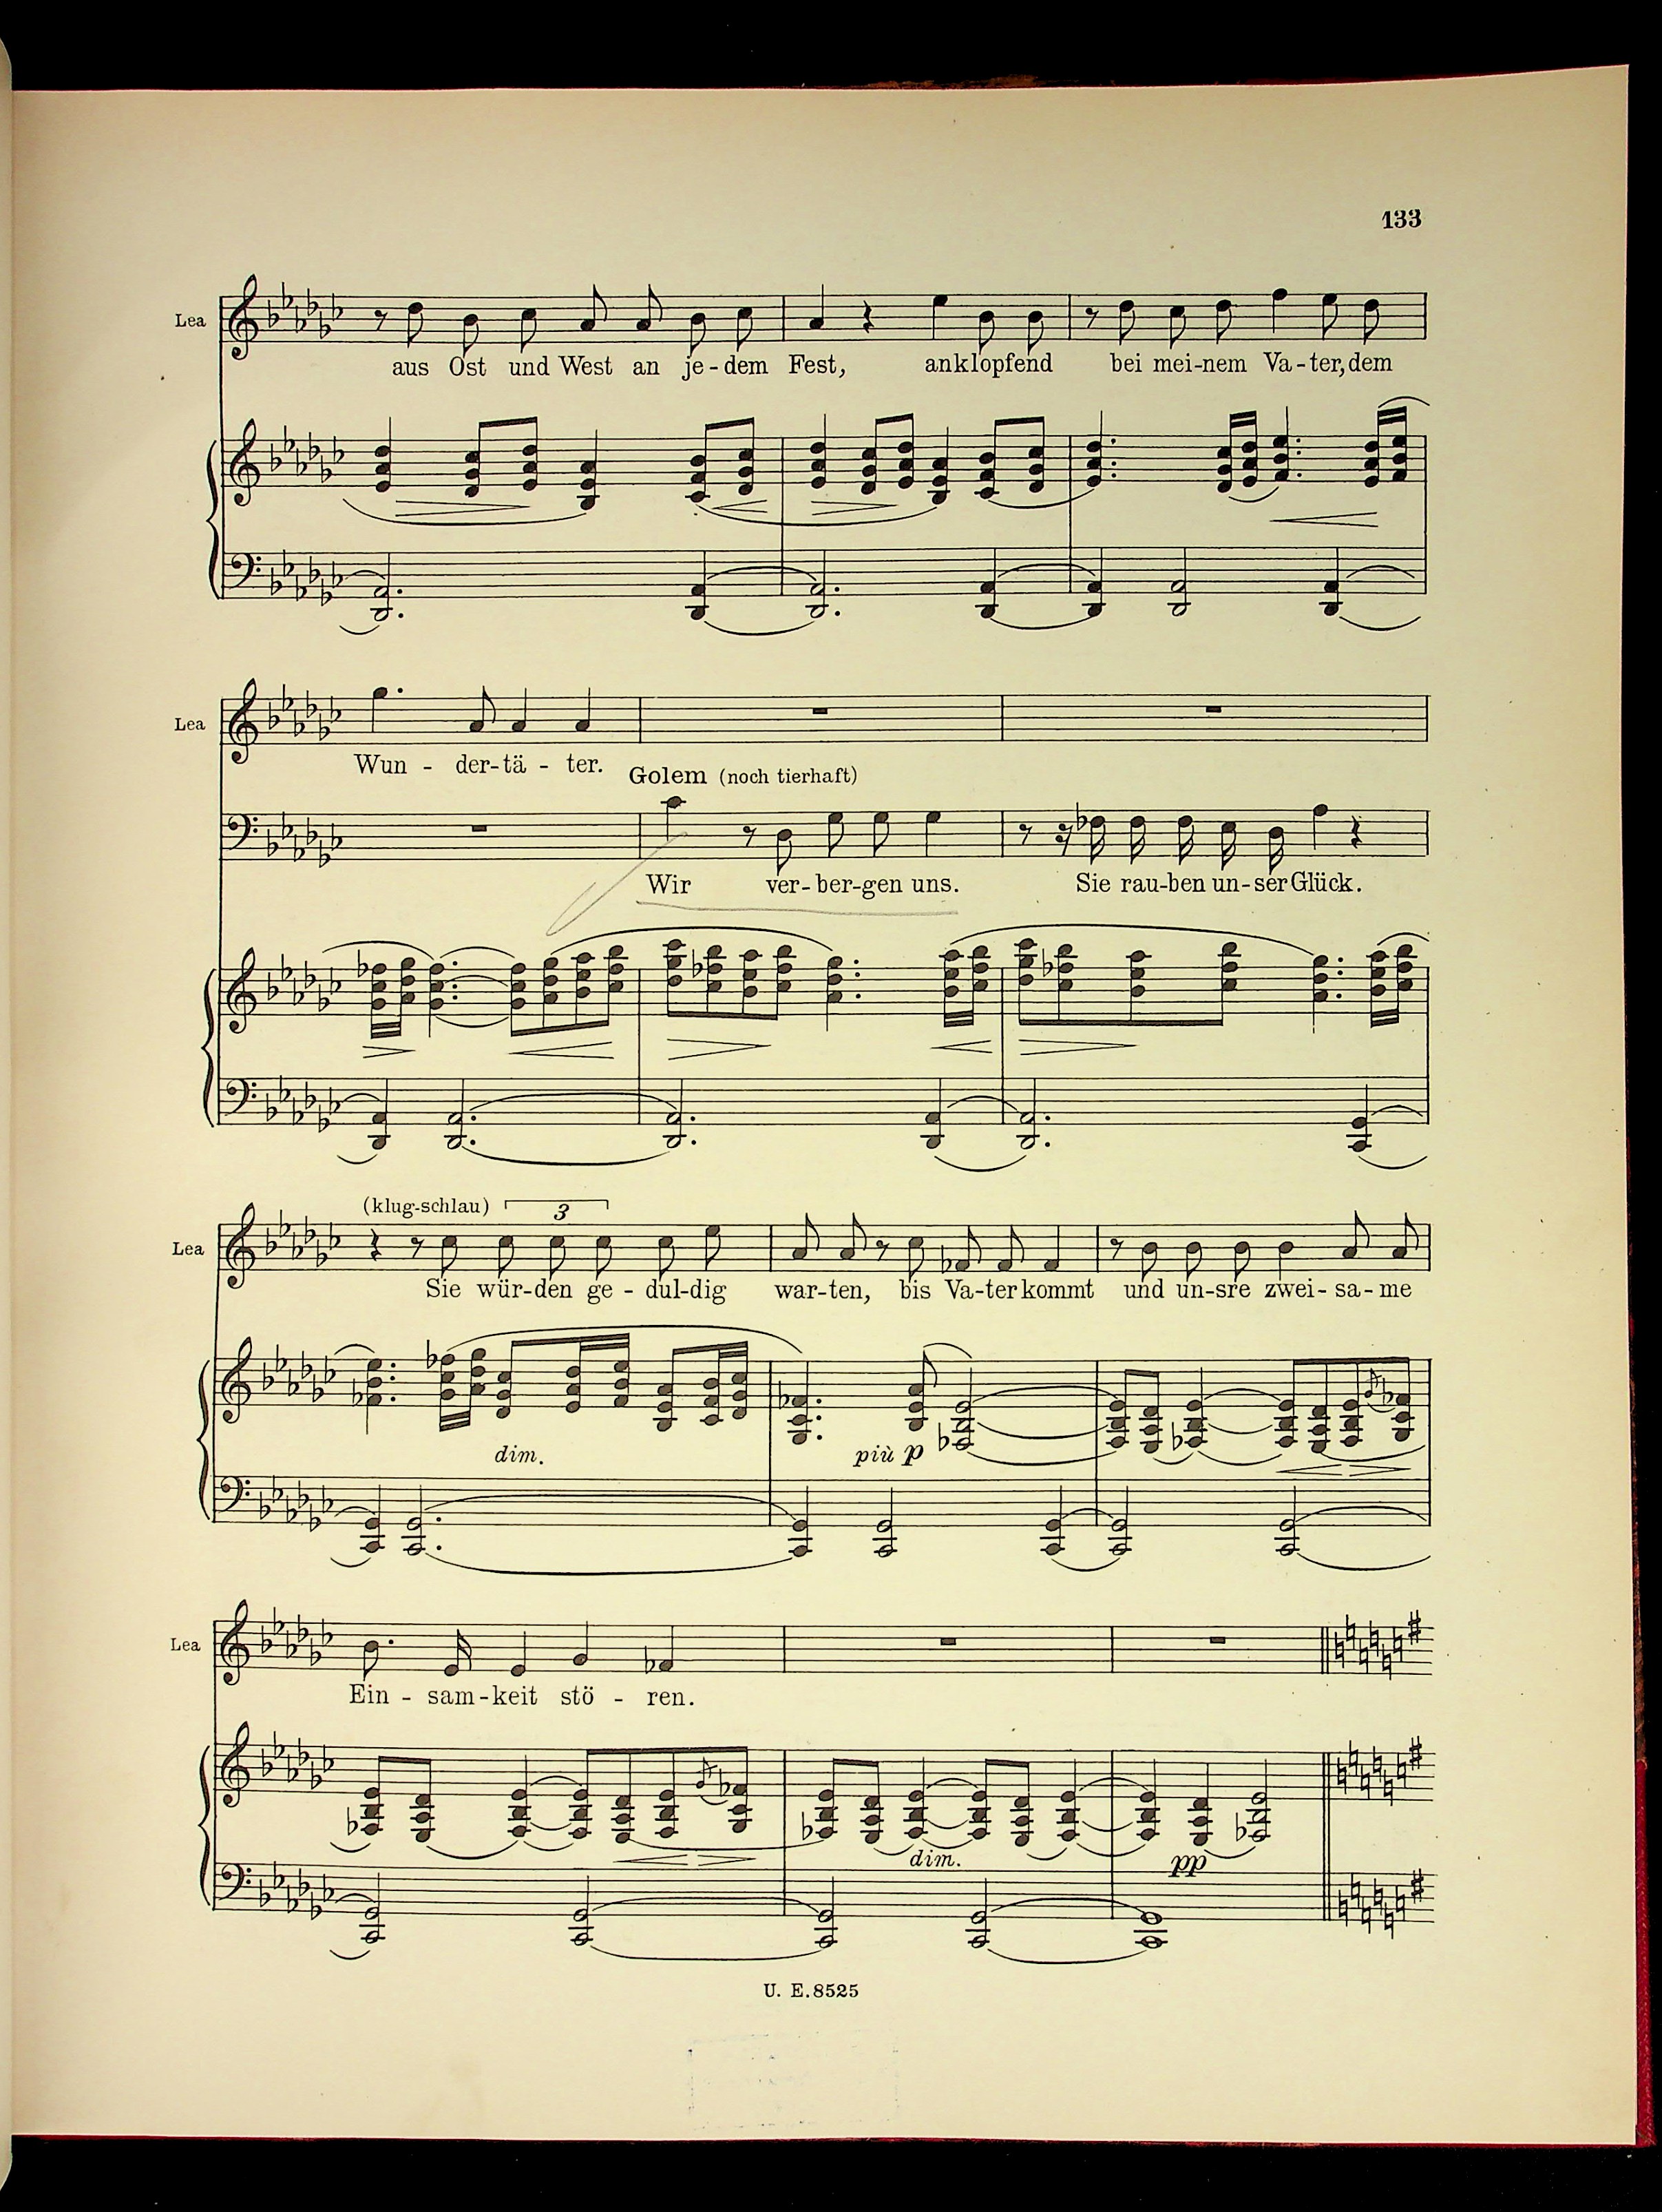 133
Lea
aus Ost und West an je-dem Fest, anklopfend bei mei-nem Va-ter, dem
Lea
Wun - der-tä - ter.
Golem (noch tierhaft)
Wir ver-ber-gen uns. Sie rau-ben un-ser Glück.
(klug-schlau) 3
Lea
Sie wür-den ge - dul-dig war-ten, bis Va-ter kommt und un-sre zwei-sa-me
dim. più p
Lea
Ein - sam-keit stö - ren.
dim. pp
U. E. 8525